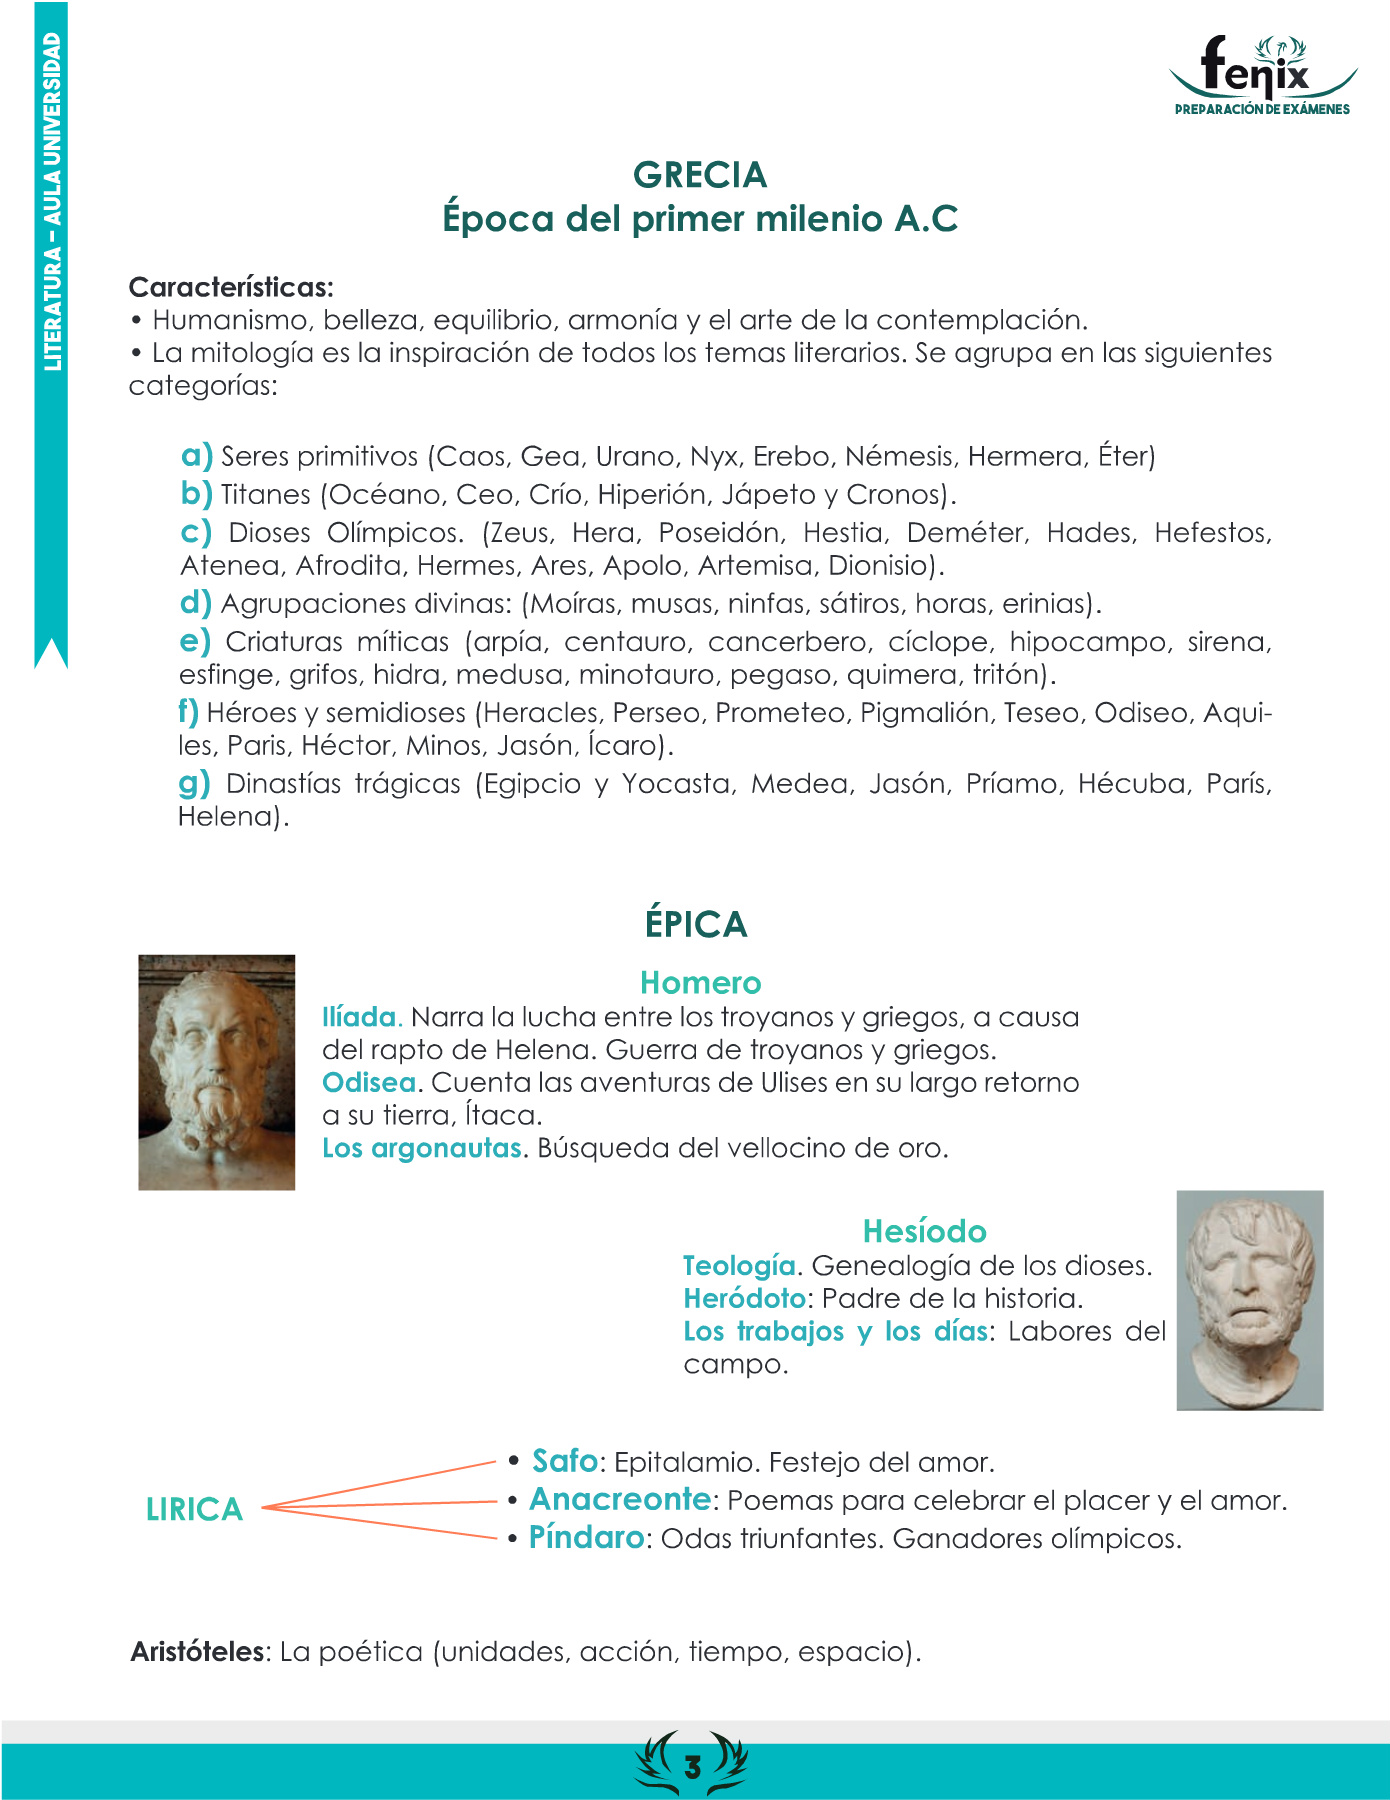 LITERATURA – AULA UNIVERSIDAD
fenix
PREPARACIÓN DE EXÁMENES
GRECIA
Época del primer milenio A.C
Características:
• Humanismo, belleza, equilibrio, armonía y el arte de la contemplación.
• La mitología es la inspiración de todos los temas literarios. Se agrupa en las siguientes
categorías:
a) Seres primitivos (Caos, Gea, Urano, Nyx, Erebo, Némesis, Hermera, Éter)
b) Titanes (Océano, Ceo, Crío, Hiperión, Jápeto y Cronos).
c) Dioses Olímpicos. (Zeus, Hera, Poseidón, Hestia, Deméter, Hades, Hefestos,
Atenea, Afrodita, Hermes, Ares, Apolo, Artemisa, Dionisio).
d) Agrupaciones divinas: (Moíras, musas, ninfas, sátiros, horas, erinias).
e) Criaturas míticas (arpía, centauro, cancerbero, cíclope, hipocampo, sirena,
esfinge, grifos, hidra, medusa, minotauro, pegaso, quimera, tritón).
f) Héroes y semidioses (Heracles, Perseo, Prometeo, Pigmalión, Teseo, Odiseo, Aqui-
les, Paris, Héctor, Minos, Jasón, Ícaro).
g) Dinastías trágicas (Egipcio y Yocasta, Medea, Jasón, Príamo, Hécuba, París,
Helena).
ÉPICA
Homero
Ilíada. Narra la lucha entre los troyanos y griegos, a causa
del rapto de Helena. Guerra de troyanos y griegos.
Odisea. Cuenta las aventuras de Ulises en su largo retorno
a su tierra, Ítaca.
Los argonautas. Búsqueda del vellocino de oro.
Hesíodo
Teología. Genealogía de los dioses.
Heródoto: Padre de la historia.
Los trabajos y los días: Labores del
campo.
LIRICA
• Safo: Epitalamio. Festejo del amor.
• Anacreonte: Poemas para celebrar el placer y el amor.
• Píndaro: Odas triunfantes. Ganadores olímpicos.
Aristóteles: La poética (unidades, acción, tiempo, espacio).
3